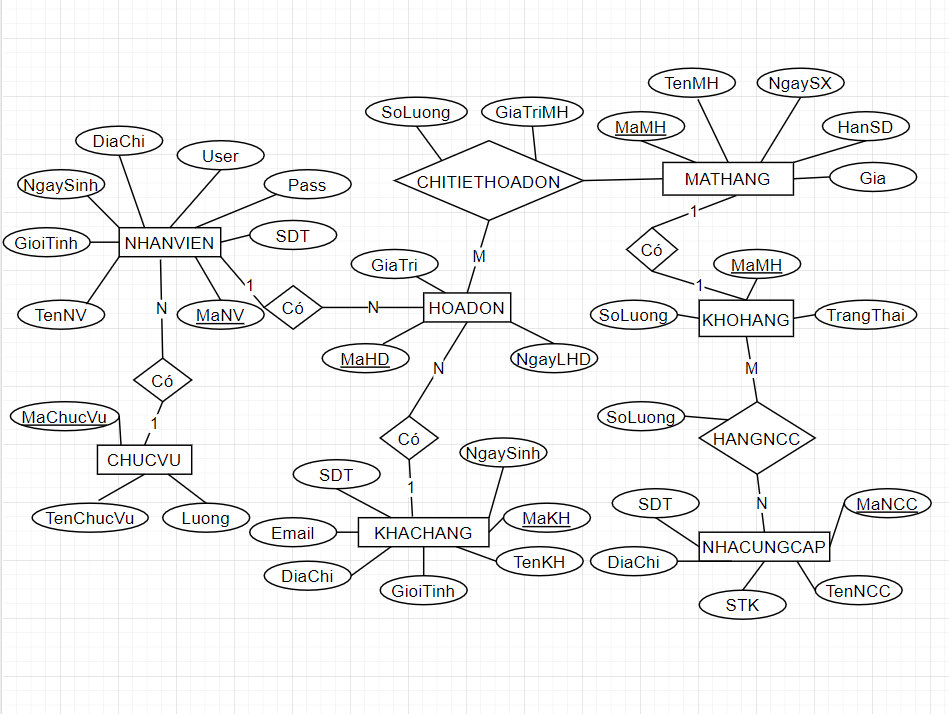 TenMH
NgaySX
SoLuong
GiaTriMH
MaMH
HanSD
DiaChi
User
CHITIETHOADON
MATHANG
Gia
NgaySinh
Pass
1
GioiTinh
NHANVIEN
SDT
Có
M
GiaTri
MaMH
1
1
TenNV
N
MaNV
Có
N
HOADON
SoLuong
KHOHANG
TrangThai
MaHD
NgayLHD
N
M
Có
MaChucVu
1
SoLuong
Có
HANGNCC
CHUCVU
NgaySinh
SDT
1
TenChucVu
Luong
MaKH
SDT
N
MaNCC
Email
KHACHANG
NHACUNGCAP
DiaChi
TenKH
DiaChi
GioiTinh
STK
TenNCC